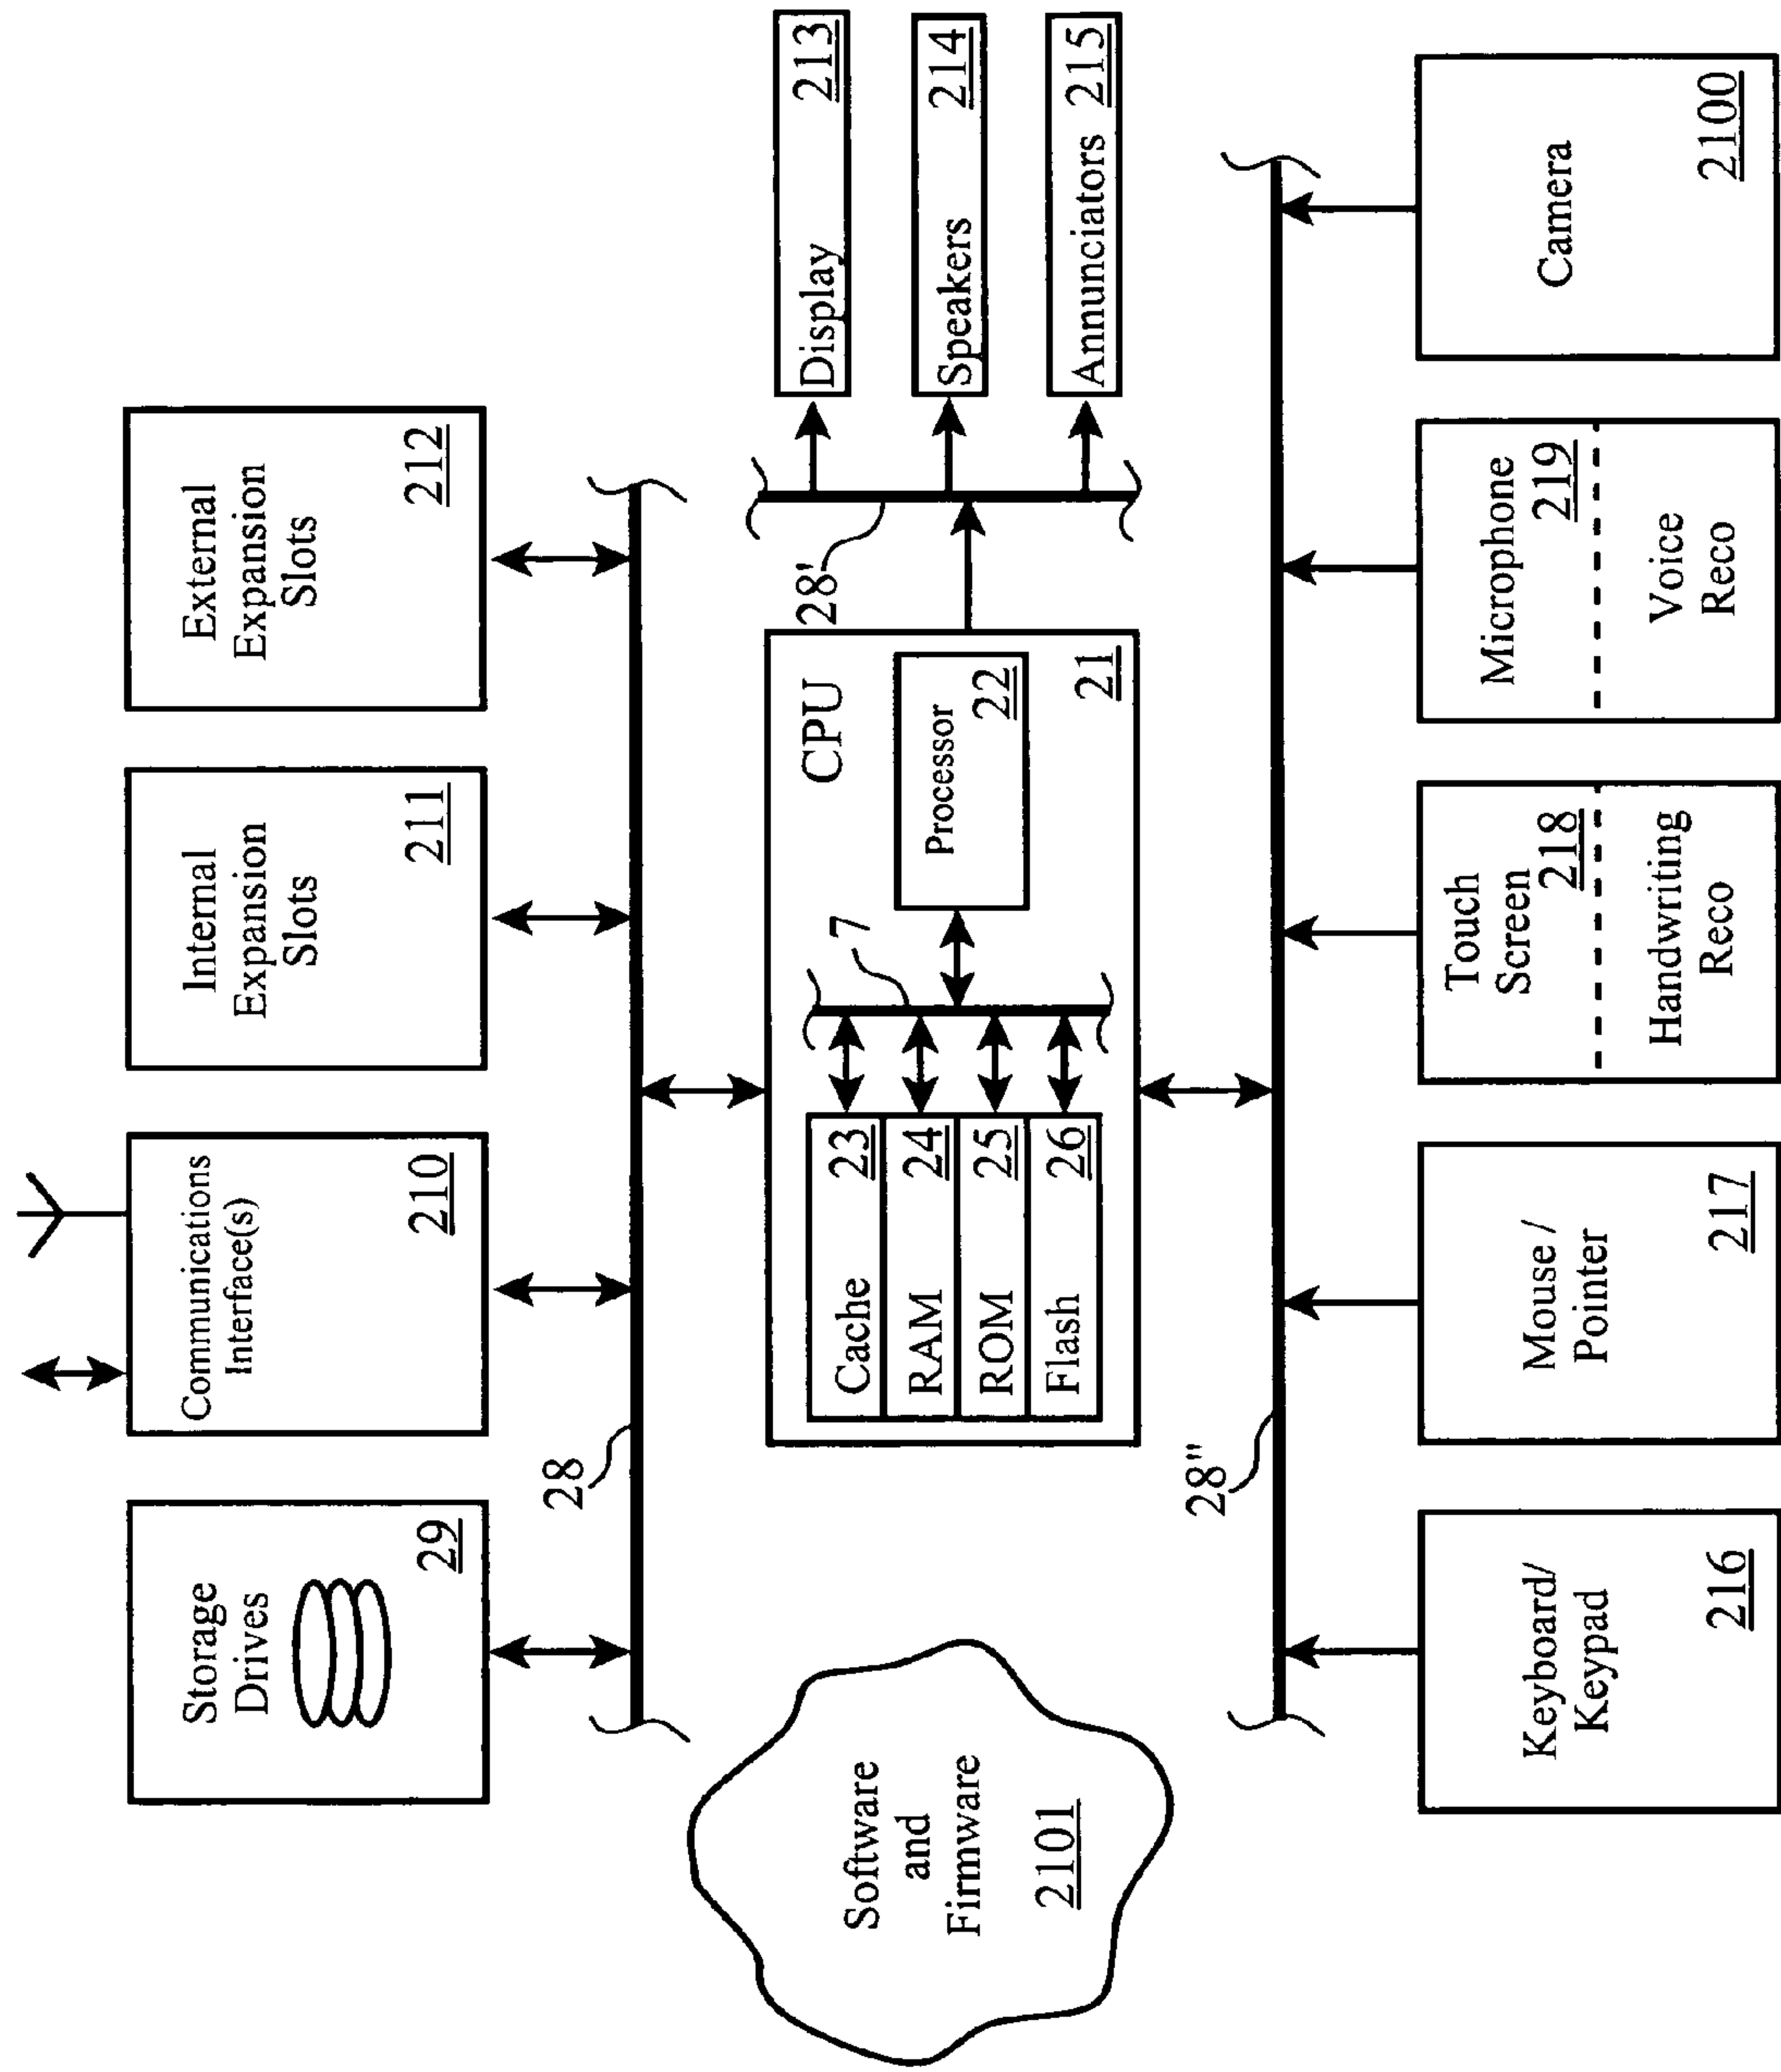 Storage
Drives
29
Communications
Interface(s)
210
Internal
Expansion
Slots
211
External
Expansion
Slots
212
28
Software
and
Firmware
2101
CPU
Cache 23
RAM 24
ROM 25
Flash 26
7
Processor
22
21
28'
Display 213
Speakers 214
Annunciators 215
28"
Keyboard/
Keypad
216
Mouse /
Pointer
217
Touch
Screen
218
Handwriting
Reco
Microphone
219
Voice
Reco
Camera
2100